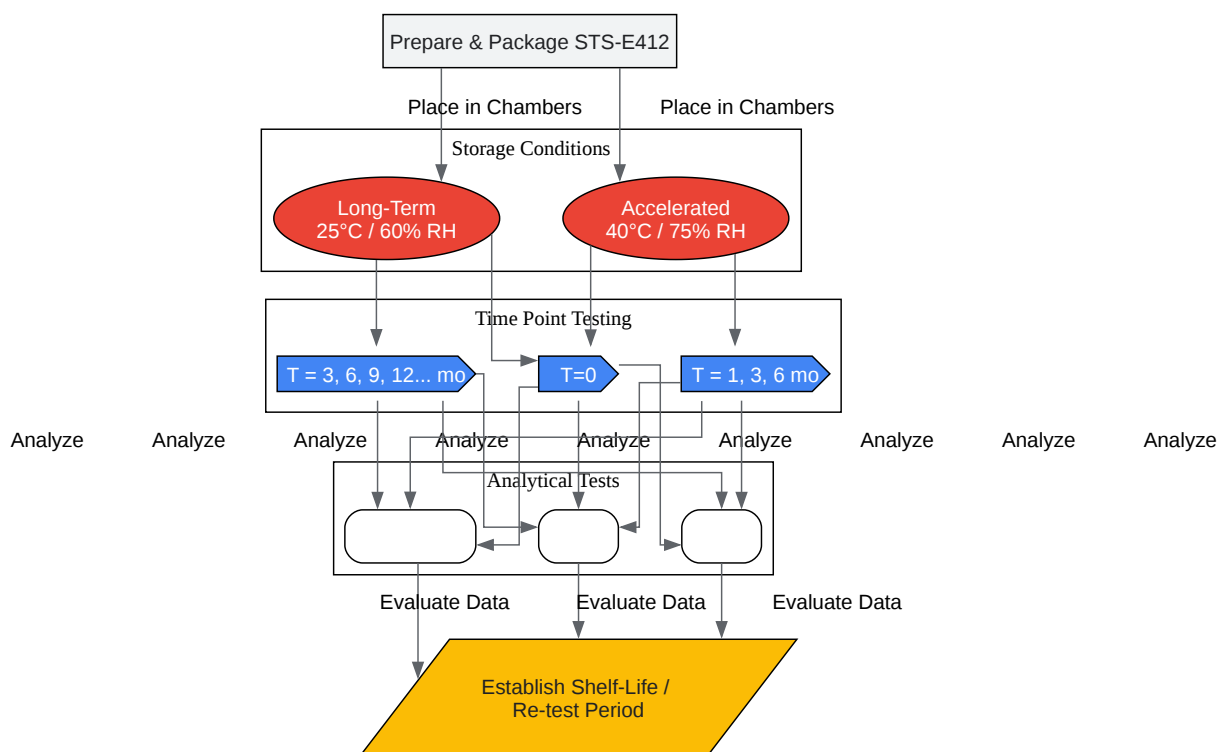 Prepare & Package STS-E412
Place in Chambers
Place in Chambers
Storage Conditions
Long-Term
25°C / 60% RH
Accelerated
40°C / 75% RH
Time Point Testing
T = 3, 6, 9, 12... mo
T=0
T = 1, 3, 6 mo
Analyze
Analyze
Analyze
Analyze
Analyze
Analyze
Analyze
Analyze
Analyze
Analytical Tests
Evaluate Data
Evaluate Data
Evaluate Data
Establish Shelf-Life /
Re-test Period